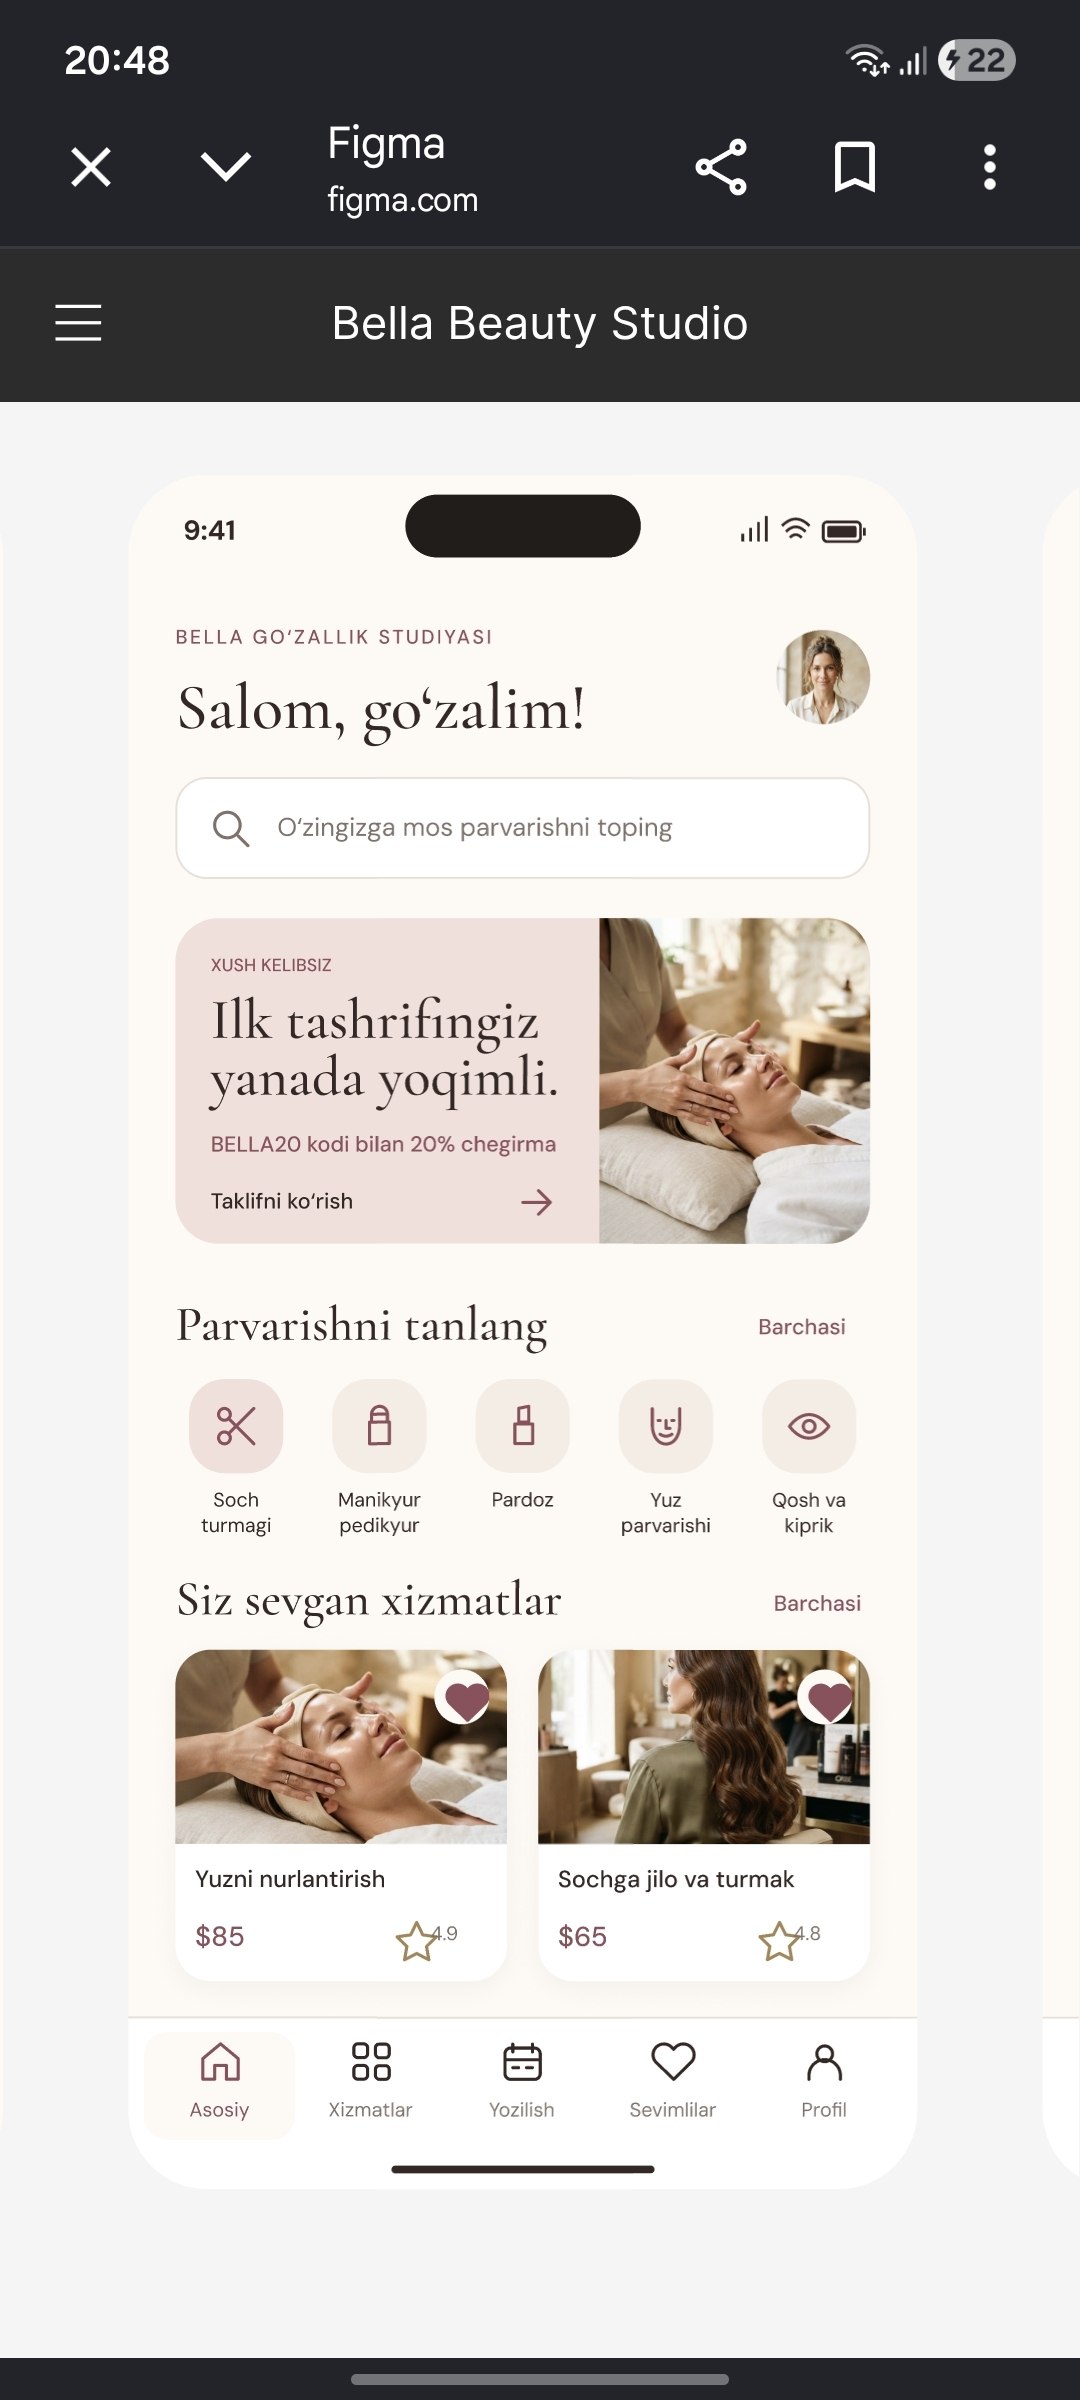 20:48
22
Figma
figma.com
Bella Beauty Studio
9:41
BELLA GO‘ZALLIK STUDIYASI
Salom, go‘zalim!
O‘zingizga mos parvarishni toping
XUSH KELIBSIZ
Ilk tashrifingiz
yanada yoqimli.
BELLA20 kodi bilan 20% chegirma
Taklifni ko‘rish
Parvarishni tanlang
Barchasi
Soch
turmagi
Manikyur
pedikyur
Pardoz
Yuz
parvarishi
Qosh va
kiprik
Siz sevgan xizmatlar
Barchasi
Yuzni nurlantirish
$85
4.9
Sochga jilo va turmak
$65
4.8
Asosiy
Xizmatlar
Yozilish
Sevimlilar
Profil